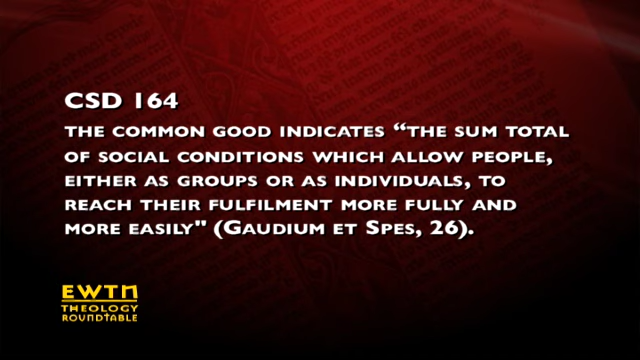 CSD 164
THE COMMON GOOD INDICATES “THE SUM TOTAL
OF SOCIAL CONDITIONS WHICH ALLOW PEOPLE,
EITHER AS GROUPS OR AS INDIVIDUALS, TO
REACH THEIR FULFILMENT MORE FULLY AND
MORE EASILY" (GAUDIUM ET SPES, 26).
EWTN
THEOLOGY
ROUNDTABLE